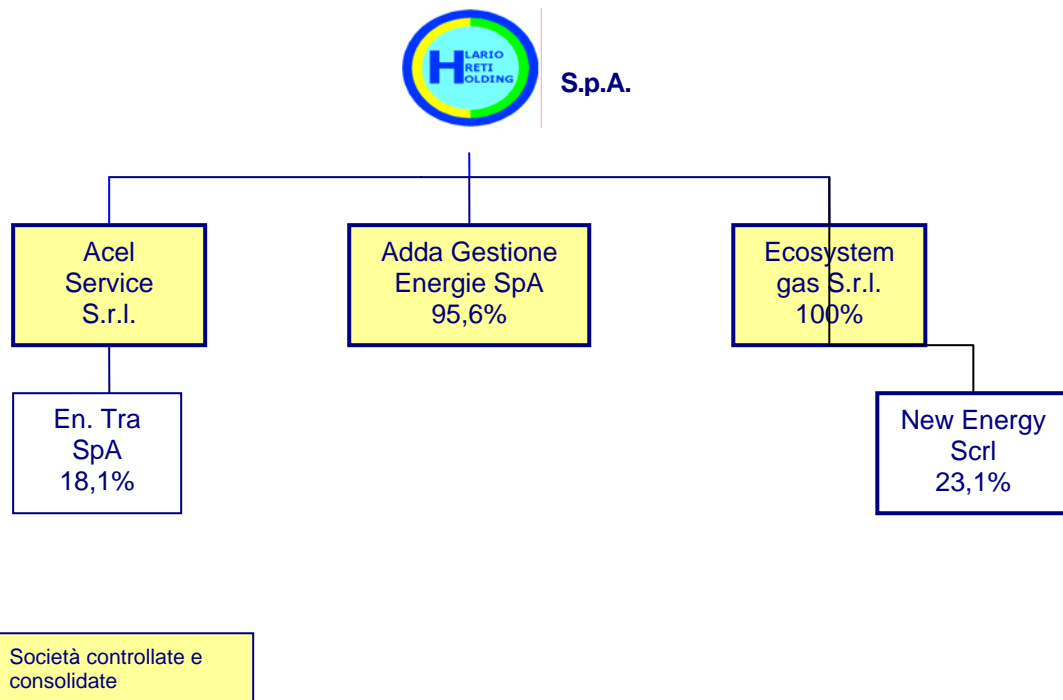 LARIO
H RETI
OLDING
S.p.A.
Acel
Service
S.r.l.
Adda Gestione
Energie SpA
95,6%
Ecosystem
gas S.r.l.
100%
En. Tra
SpA
18,1%
New Energy
Scrl
23,1%
Società controllate e
consolidate